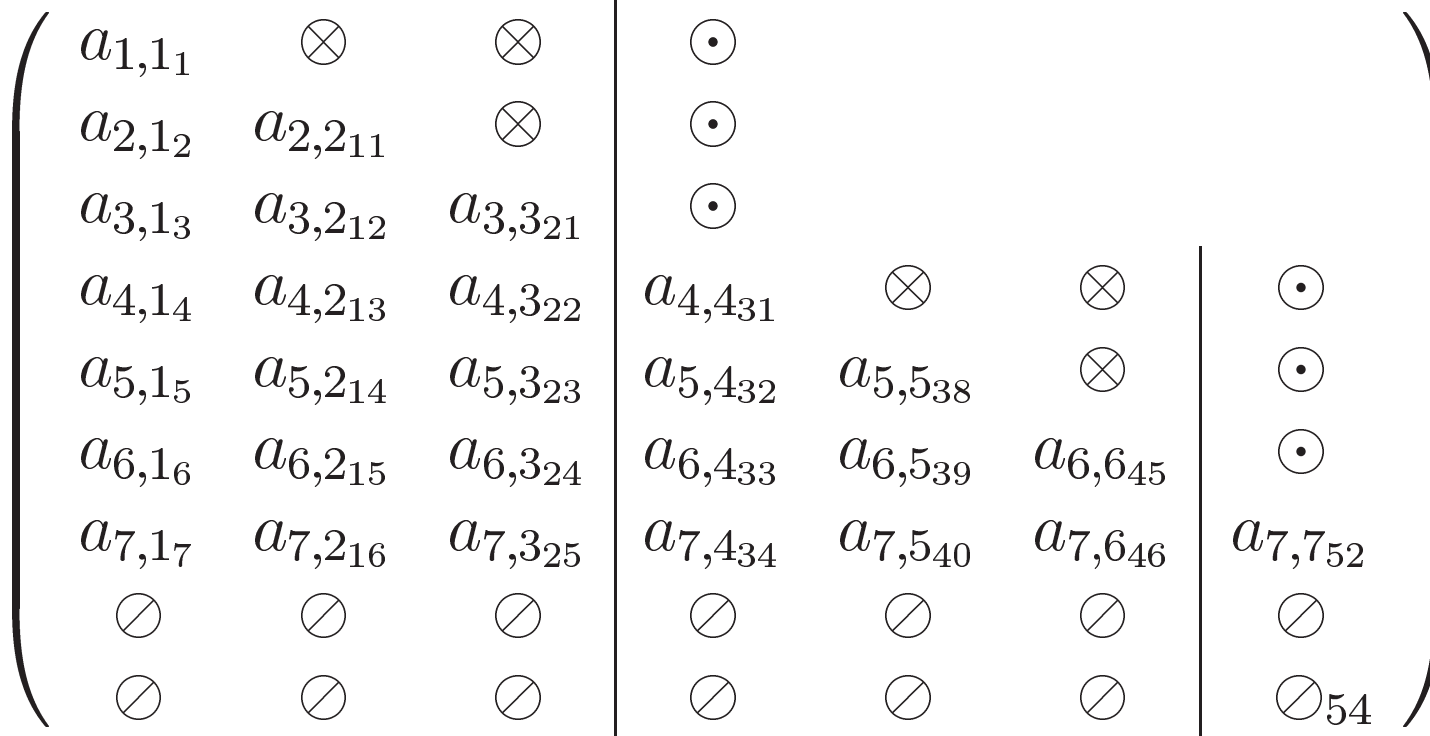 a_{1,1_1} ⊗ ⊗ ⊙
a_{2,1_2} a_{2,2_{11}} ⊗ ⊙
a_{3,1_3} a_{3,2_{12}} a_{3,3_{21}} ⊙
a_{4,1_4} a_{4,2_{13}} a_{4,3_{22}} a_{4,4_{31}} ⊗ ⊗ ⊙
a_{5,1_5} a_{5,2_{14}} a_{5,3_{23}} a_{5,4_{32}} a_{5,5_{38}} ⊗ ⊙
a_{6,1_6} a_{6,2_{15}} a_{6,3_{24}} a_{6,4_{33}} a_{6,5_{39}} a_{6,6_{45}} ⊙
a_{7,1_7} a_{7,2_{16}} a_{7,3_{25}} a_{7,4_{34}} a_{7,5_{40}} a_{7,6_{46}} a_{7,7_{52}}
⊘ ⊘ ⊘ ⊘ ⊘ ⊘ ⊘
⊘ ⊘ ⊘ ⊘ ⊘ ⊘ ⊘_{54}